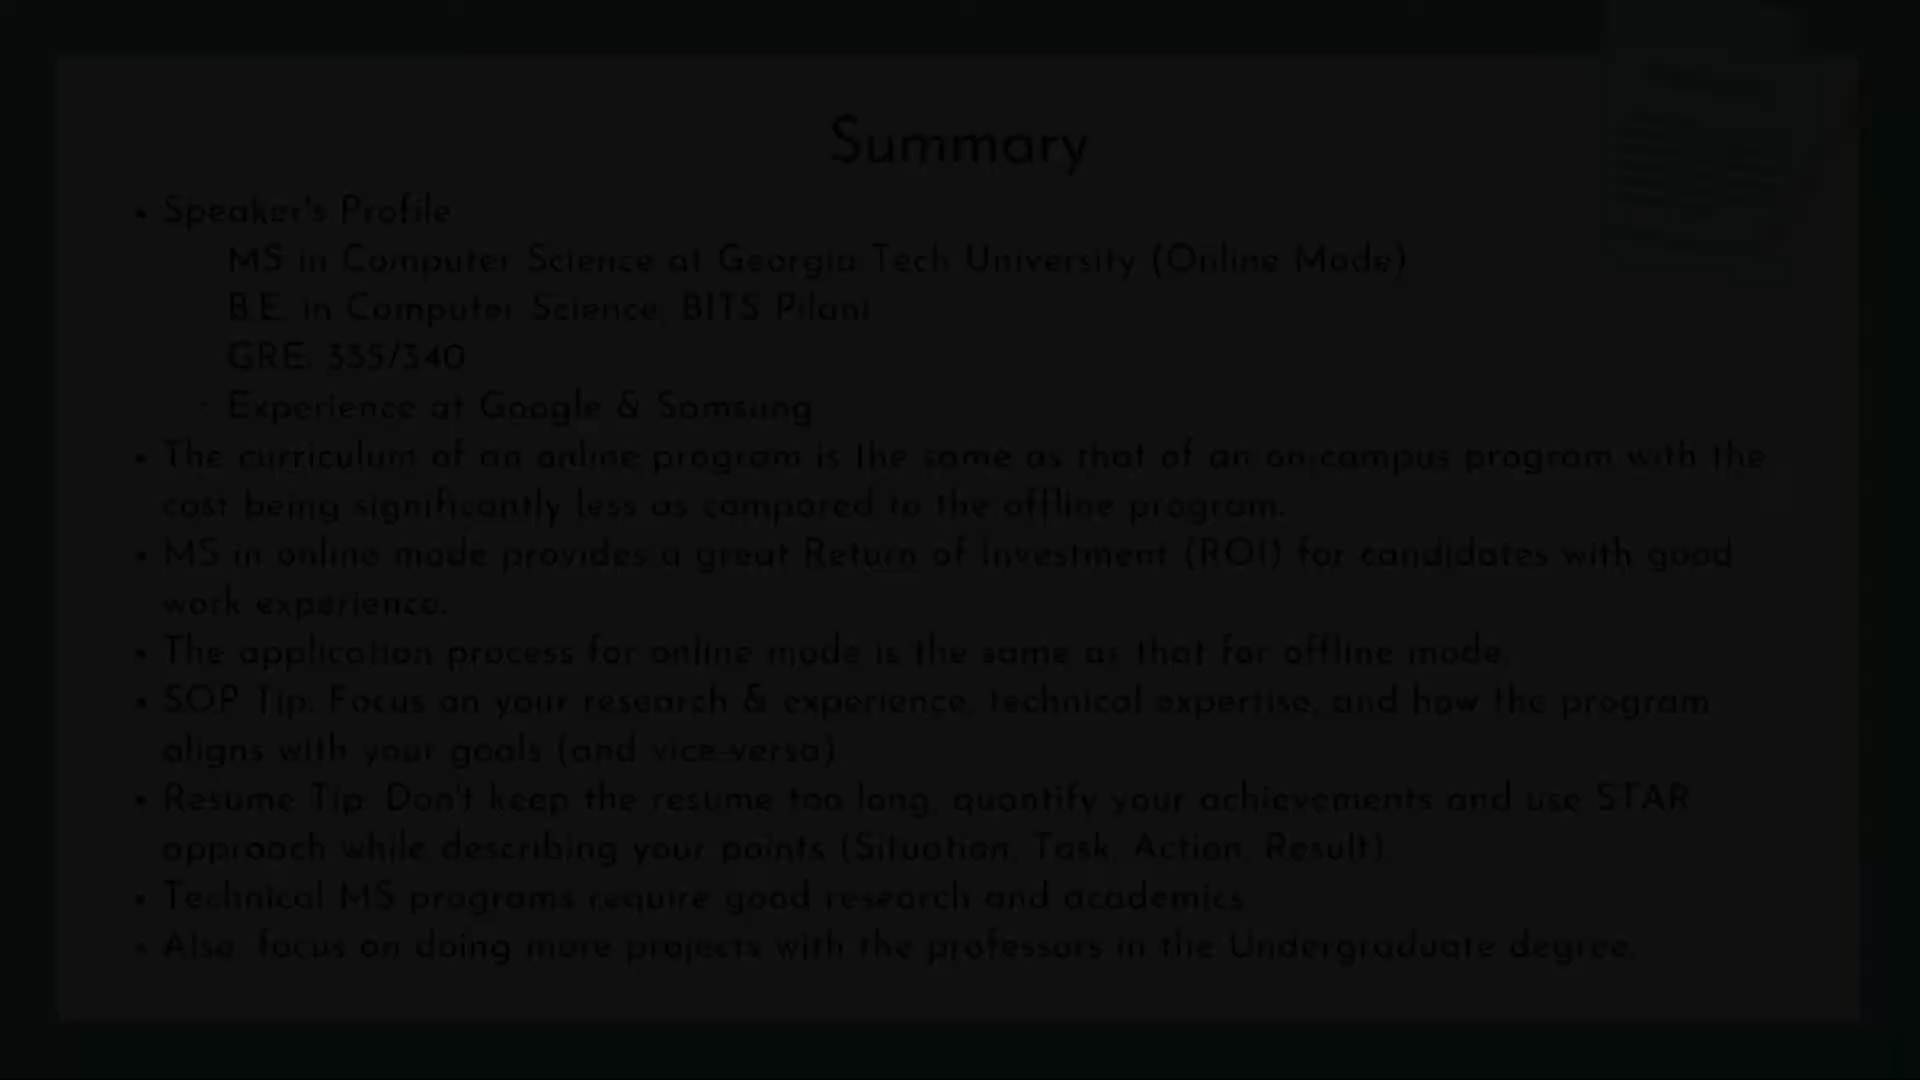 Summary
• Speaker's Profile
MS in Computer Science at Georgia Tech University (Online Mode)
B.E. in Computer Science, BITS Pilani
GRE: 335/340
◦ Experience at Google & Samsung
• The curriculum of an online program is the same as that of an on-campus program with the
cost being significantly less as compared to the offline program.
• MS in online mode provides a great Return of Investment (ROI) for candidates with good
work experience.
• The application process for online mode is the same as that for offline mode.
• SOP Tip: Focus on your research & experience, technical expertise, and how the program
aligns with your goals (and vice-versa)
• Resume Tip: Don't keep the resume too long, quantify your achievements and use STAR
approach while describing your points (Situation, Task, Action, Result)
• Technical MS programs require good research and academics
• Also, focus on doing more projects with the professors in the Undergraduate degree.